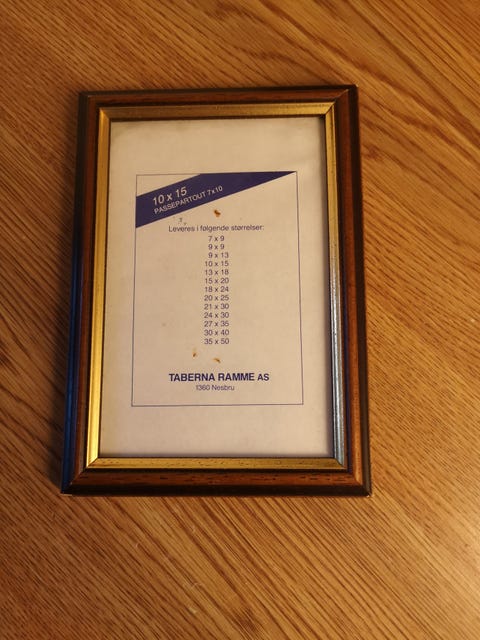 10 x 15
PASSEPARTOUT 7x10
Leveres i følgende størrelser:
7 x 9
9 x 9
9 x 13
10 x 15
13 x 18
15 x 20
18 x 24
20 x 25
21 x 30
24 x 30
27 x 35
30 x 40
35 x 50
TABERNA RAMME AS
1360 Nesbru